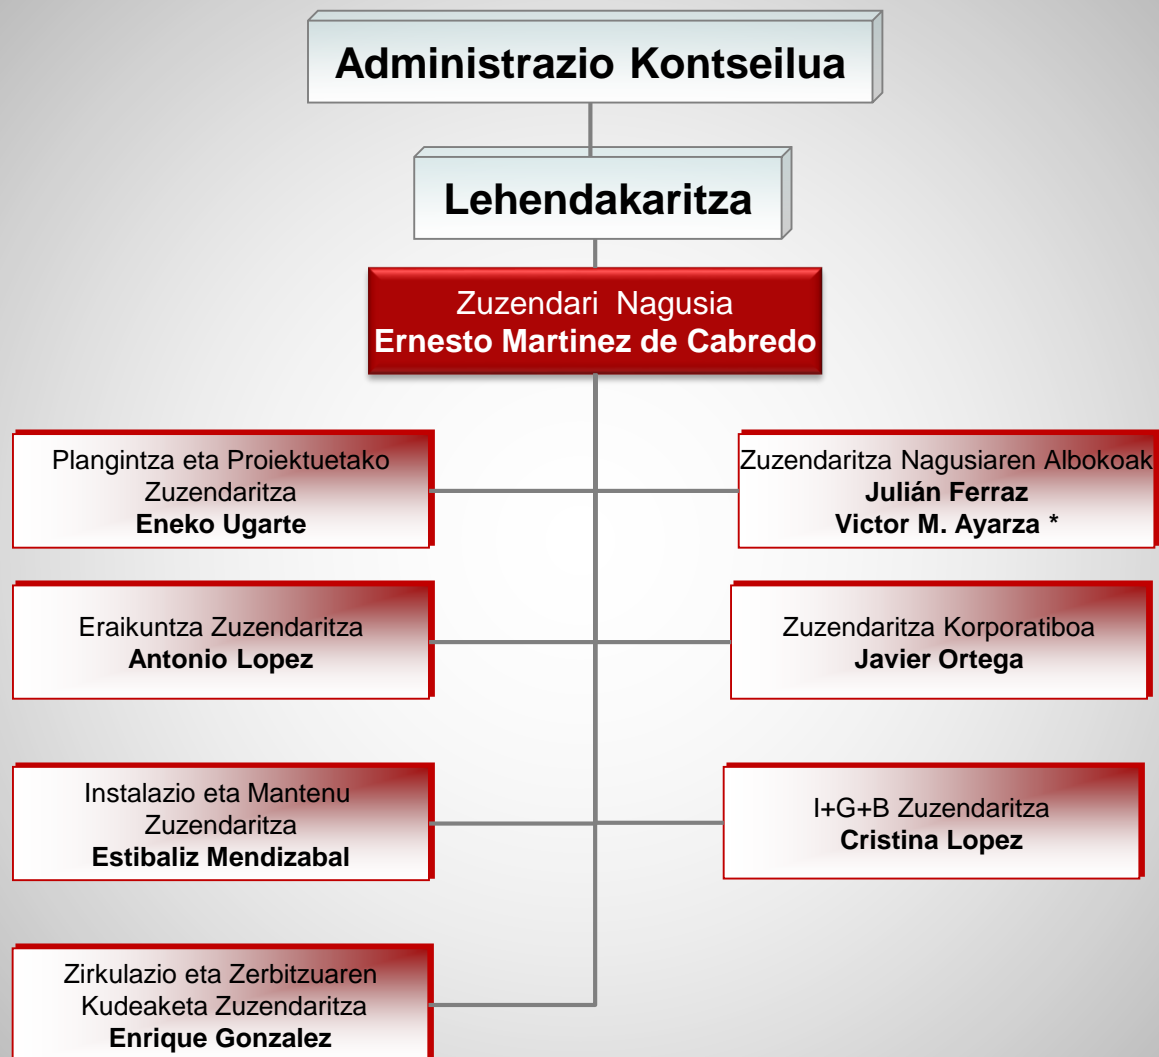 Administrazio Kontseilua
Lehendakaritza
Zuzendari Nagusia
Ernesto Martinez de Cabredo
Plangintza eta Proiektuetako
Zuzendaritza
Eneko Ugarte
Zuzendaritza Nagusiaren Albokoak
Julián Ferraz
Victor M. Ayarza *
Eraikuntza Zuzendaritza
Antonio Lopez
Zuzendaritza Korporatiboa
Javier Ortega
Instalazio eta Mantenu
Zuzendaritza
Estibaliz Mendizabal
I+G+B Zuzendaritza
Cristina Lopez
Zirkulazio eta Zerbitzuaren
Kudeaketa Zuzendaritza
Enrique Gonzalez